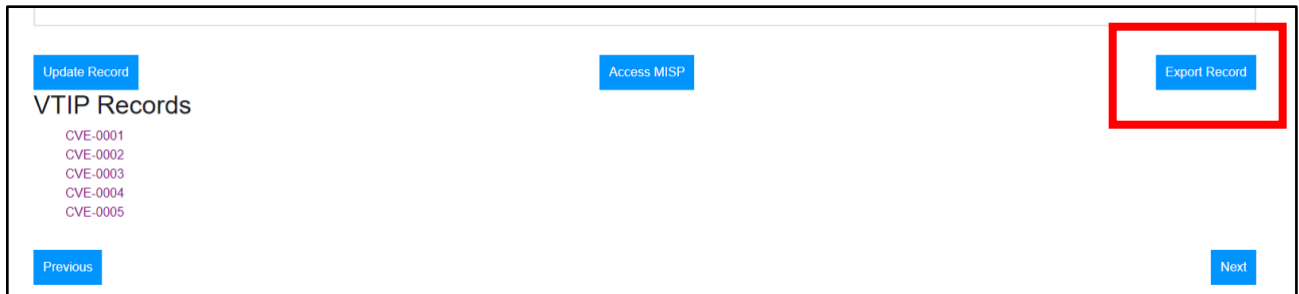 Update Record
Access MISP
Export Record
VTIP Records
CVE-0001
CVE-0002
CVE-0003
CVE-0004
CVE-0005
Previous
Next